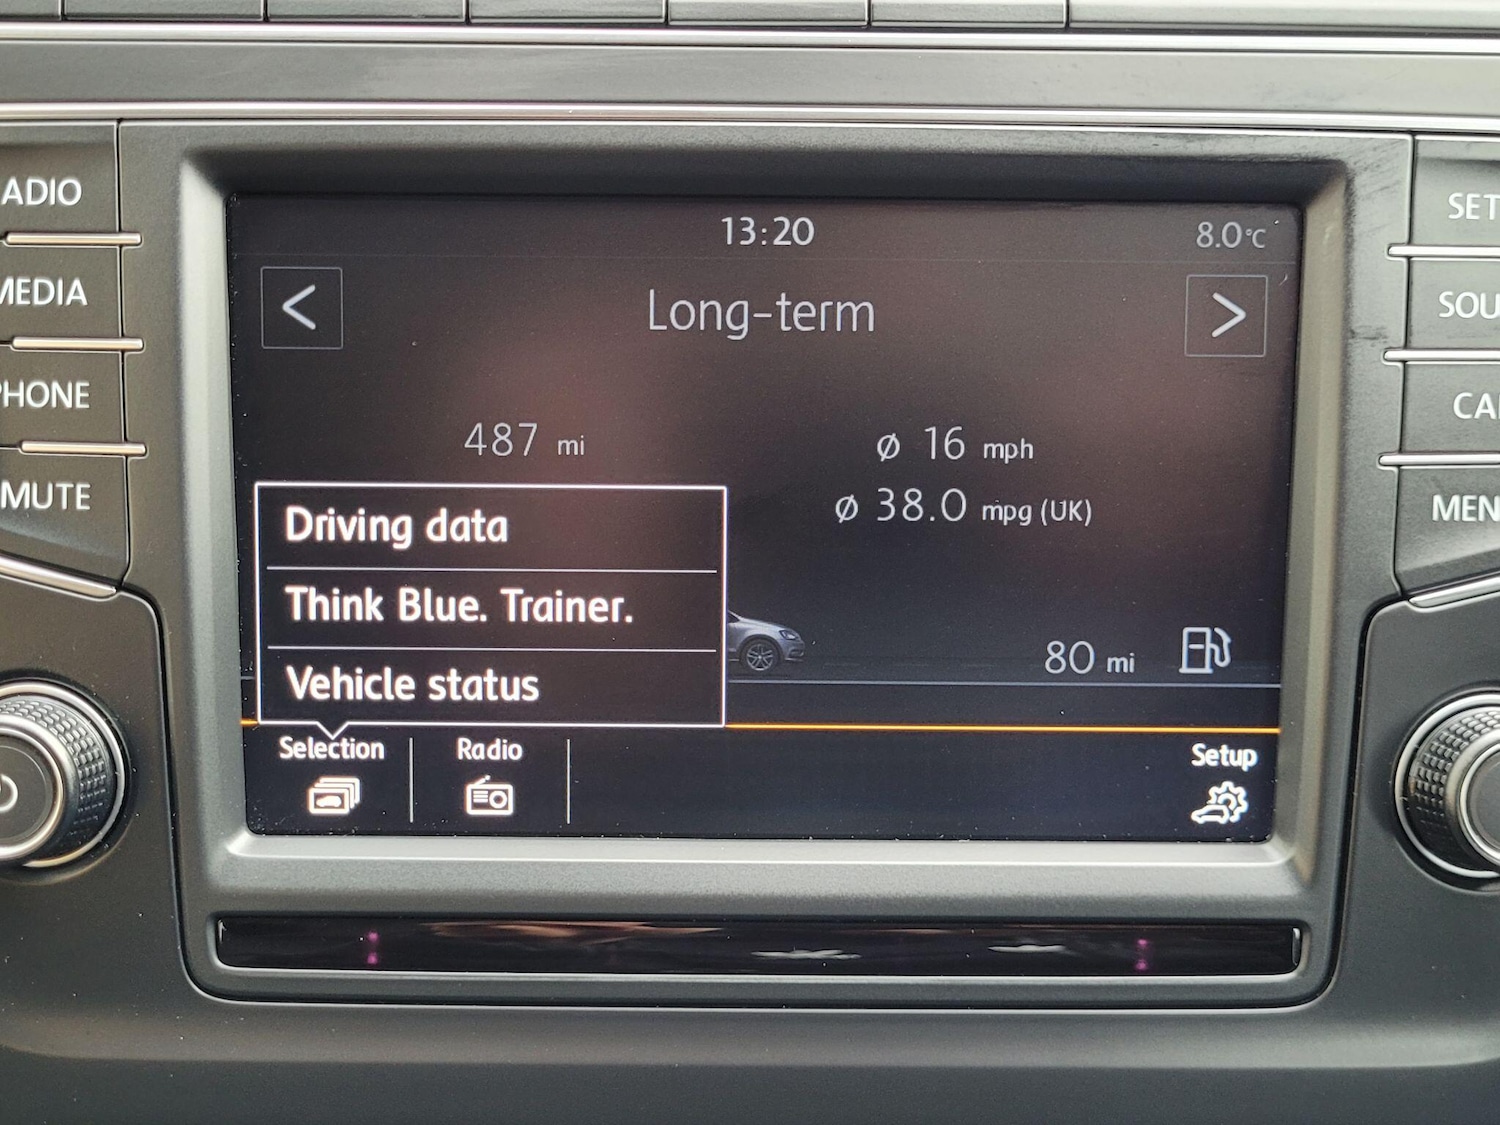 13:20
8.0°C
< Long-term >
487 mi
ø 16 mph
ø 38.0 mpg (UK)
Driving data
Think Blue. Trainer.
Vehicle status
80 mi
Selection
Radio
Setup
ADIO
MEDIA
PHONE
MUTE
SET
SOU
CA
MEN